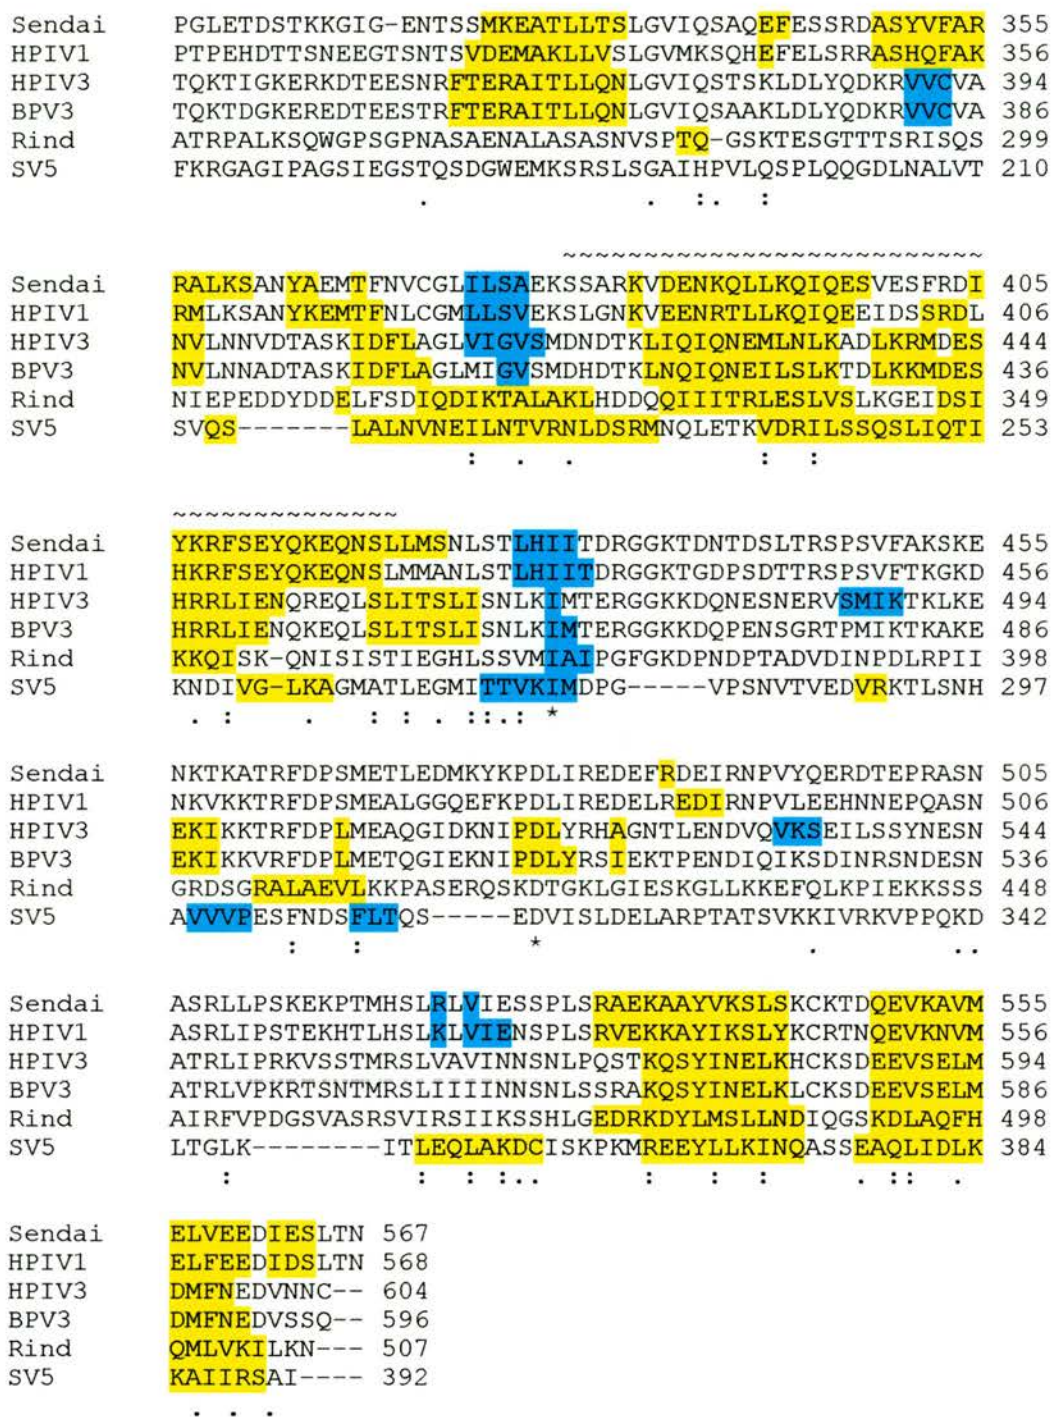 Sendai PGLETDSTKKGIG-ENTSSMKEATLLTSLGVIQSAQEFESSRDASYVFAR 355
HPIV1 PTPEHDTTSNEEGTSNTSVDEMAKLLVSLGVMKSQHEFELSRRASHQFAK 356
HPIV3 TQKTIGKERKDTEESNRFTERAITLLQNLGVIQSTSKLDLYQDKRVVCVA 394
BPV3 TQKTDGKEREDTEESTRFTERAITLLQNLGVIQSAAKLDLYQDKRVVCVA 386
Rind ATRPALKSQWGPSGPNASAENALASASNVSPTQ-GSKTESGTTTSRISQS 299
SV5 FKRGAGIPAGSIEGSTQSDGWEMKSRSLSGAIHPVLQSPLQQGDLNALVT 210
. . :. :
~~~~~~~~~~~~~~~~~~~~~~~~~~
Sendai RALKSANYAEMTFNVCGLILSAEKSSARKVDENKQLLKQIQESVESFRDI 405
HPIV1 RMLKSANYKEMTFNLCGMLLSVEKSLGNKVEENRTLLKQIQEEIDSSRDL 406
HPIV3 NVLNNVDTASKIDFLAGLVIGVSMDNDTKLIQIQNEMLNLKADLKRMDES 444
BPV3 NVLNNADTASKIDFLAGLMIGVSMDHDTKLNQIQNEILSLKTDLKKMDES 436
Rind NIEPEDDYDDELFSDIQDIKTALAKLHDDQQIIITRLESLVSLKGEIDSI 349
SV5 SVQS-------LALNVNEILNTVRNLDSRMNQLETKVDRILSSQSLIQTI 253
: . . : :
~~~~~~~~~~~~~~
Sendai YKRFSEYQKEQNSLLMSNLSTLHIITDRGGKTDNTDSLTRSPSVFAKSKE 455
HPIV1 HKRFSEYQKEQNSLMMANLSTLHIITDRGGKTGDPSDTTRSPSVFTKGKD 456
HPIV3 HRRLIENQREQLSLITSLISNLKIMTERGGKKDQNESNERVSMIKTKLKE 494
BPV3 HRRLIENQKEQLSLITSLISNLKIMTERGGKKDQPENSGRTPMIKTKAKE 486
Rind KKQISK-QNISISTIEGHLSSVMIAIPGFGKDPNDPTADVDINPDLRPII 398
SV5 KNDIVG-LKAGMATLEGMITTVKIMDPG-----VPSNVTVEDVRKTLSNH 297
. : . : : . ::.: *
Sendai NKTKATRFDPSMETLEDMKYKPDLIREDEFRDEIRNPVYQERDTEPRASN 505
HPIV1 NKVKKTRFDPSMEALGGQEFKPDLIREDELREDIRNPVLEEHNNEPQASN 506
HPIV3 EKIKKTRFDPLMEAQGIDKNIPDLYRHAGNTLENDVQVKSEILSSYNESN 544
BPV3 EKIKKVRFDPLMETQGIEKNIPDLYRSIEKTPENDIQIKSDINRSNDESN 536
Rind GRDSGRALAEVLKKPASERQSKDTGKLGIESKGLLKKEFQLKPIEKKSSS 448
SV5 AVVVPESFNDSFLTQS-----EDVISLDELARPTATSVKKIVRKVPPQKD 342
: : * . ..
Sendai ASRLLPSKEKPTMHSLRLVIESSPLSRAEKAAYVKSLSKCKTDQEVKAVM 555
HPIV1 ASRLIPSTEKHTLHSLKLVIENSPLSRVEKKAYIKSLYKCRTNQEVKNVM 556
HPIV3 ATRLIPRKVSSTMRSLVAVINNSNLPQSTKQSYINELKHCKSDEEVSELM 594
BPV3 ATRLVPKRTSNTMRSLIIIINNSNLSSRAKQSYINELKLCKSDEEVSELM 586
Rind AIRFVPDGSVASRSVIRSIIKSSHLGEDRKDYLMSLLNDIQGSKDLAQFH 498
SV5 LTGLK--------ITLEQLAKDCISKPKMREEYLLKINQASSEAQLIDLK 384
: : : :.. : : : . :: .
Sendai ELVEEDIESLTN 567
HPIV1 ELFEEDIDSLTN 568
HPIV3 DMFNEDVNNC-- 604
BPV3 DMFNEDVSSQ-- 596
Rind QMLVKILKN--- 507
SV5 KAIIRSAI---- 392
. . .